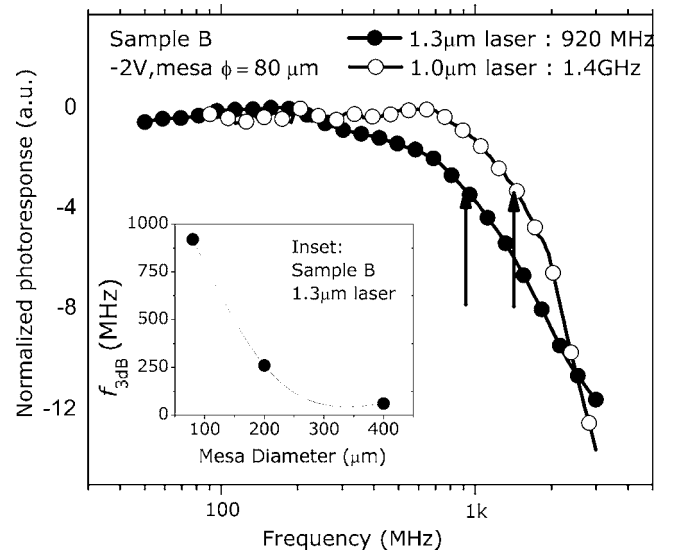 Sample B
-2V,mesa ϕ = 80 μm
1.3μm laser : 920 MHz
1.0μm laser : 1.4GHz
Normalized photoresponse (a.u.)
0
-4
-8
-12
Inset:
Sample B
1.3μm laser
f3dB (MHz)
1000
750
500
250
0
100 200 300 400
Mesa Diameter (μm)
100 1k
Frequency (MHz)